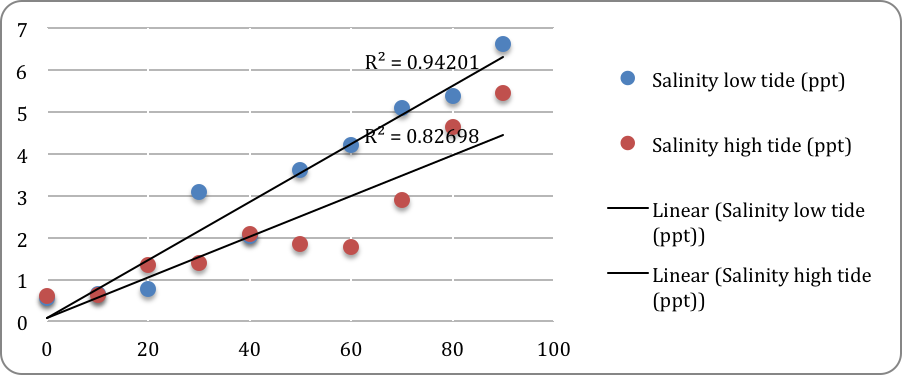 7
6
5
4
3
2
1
0
0 20 40 60 80 100
R² = 0.94201
R² = 0.82698
Salinity low tide (ppt)
Salinity high tide (ppt)
Linear (Salinity low tide
(ppt))
Linear (Salinity high tide
(ppt))